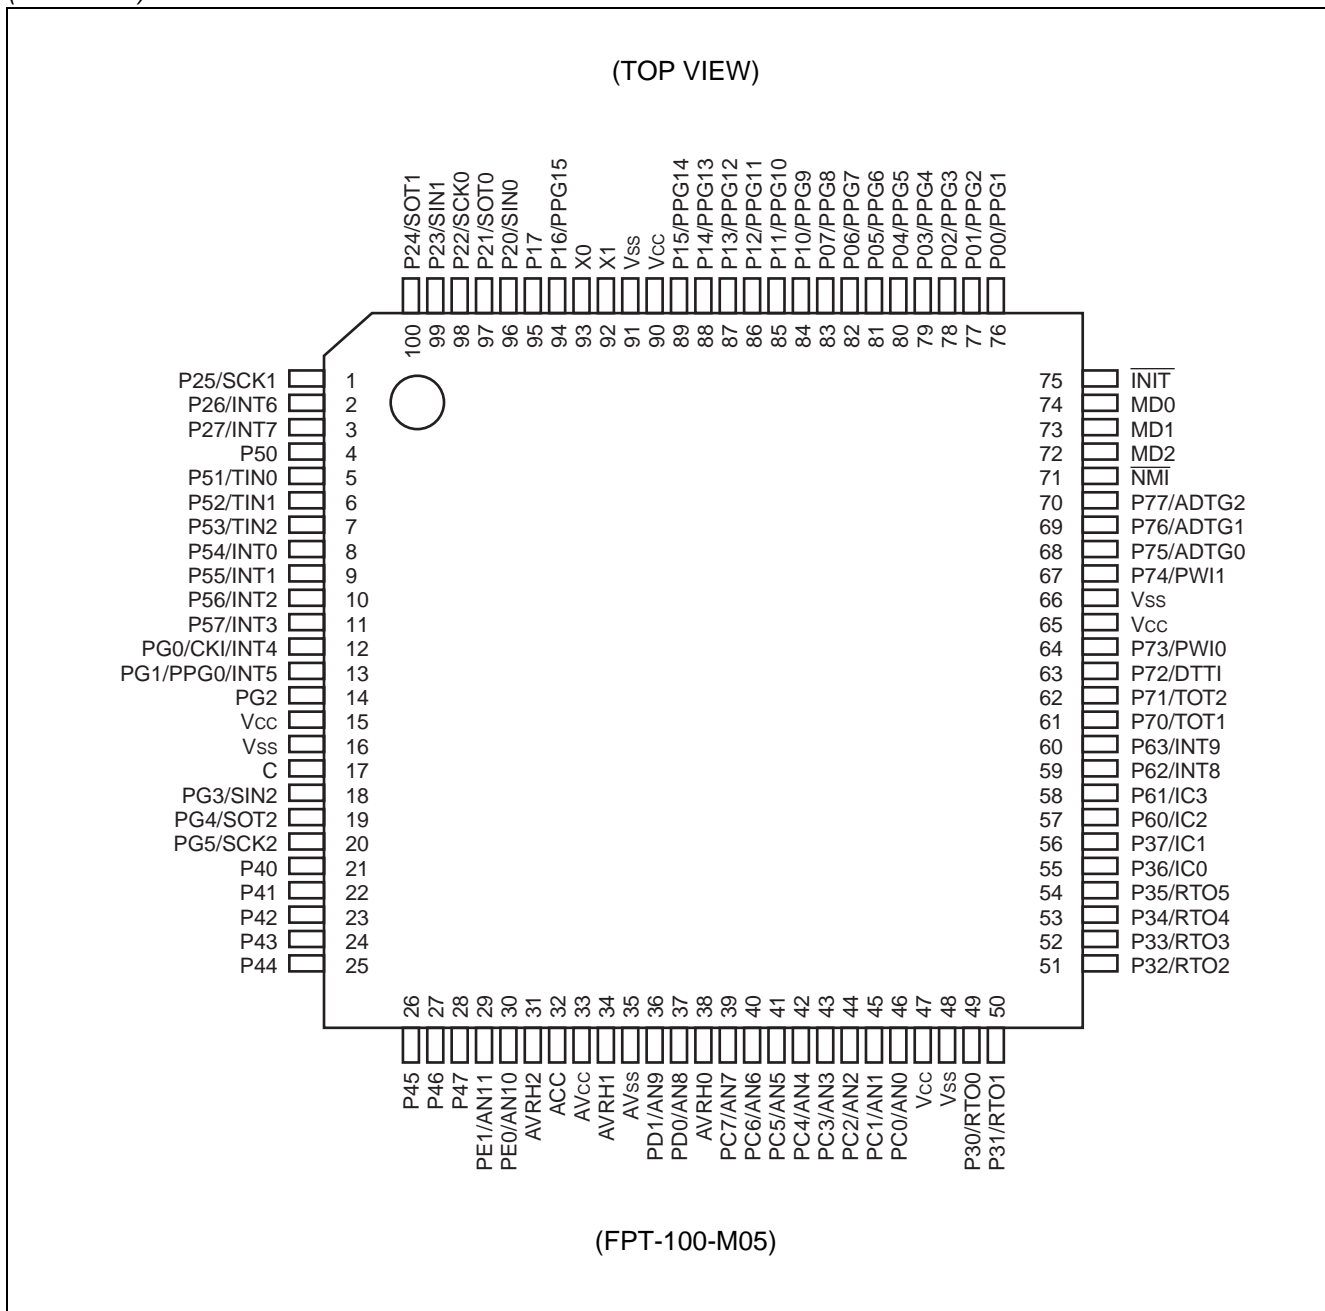 (TOP VIEW)
P24/SOT1
P23/SIN1
P22/SCK0
P21/SOT0
P20/SIN0
P17
P16/PPG15
X0
X1
Vss
Vcc
P15/PPG14
P14/PPG13
P13/PPG12
P12/PPG11
P11/PPG10
P10/PPG9
P07/PPG8
P06/PPG7
P05/PPG6
P04/PPG5
P03/PPG4
P02/PPG3
P01/PPG2
P00/PPG1
100
99
98
97
96
95
94
93
92
91
90
89
88
87
86
85
84
83
82
81
80
79
78
77
76
P25/SCK1 1
P26/INT6 2
P27/INT7 3
P50 4
P51/TIN0 5
P52/TIN1 6
P53/TIN2 7
P54/INT0 8
P55/INT1 9
P56/INT2 10
P57/INT3 11
PG0/CKI/INT4 12
PG1/PPG0/INT5 13
PG2 14
Vcc 15
Vss 16
C 17
PG3/SIN2 18
PG4/SOT2 19
PG5/SCK2 20
P40 21
P41 22
P42 23
P43 24
P44 25
75 INIT
74 MD0
73 MD1
72 MD2
71 NMI
70 P77/ADTG2
69 P76/ADTG1
68 P75/ADTG0
67 P74/PWI1
66 Vss
65 Vcc
64 P73/PWI0
63 P72/DTTI
62 P71/TOT2
61 P70/TOT1
60 P63/INT9
59 P62/INT8
58 P61/IC3
57 P60/IC2
56 P37/IC1
55 P36/IC0
54 P35/RTO5
53 P34/RTO4
52 P33/RTO3
51 P32/RTO2
26
27
28
29
30
31
32
33
34
35
36
37
38
39
40
41
42
43
44
45
46
47
48
49
50
P45
P46
P47
PE1/AN11
PE0/AN10
AVRH2
ACC
AVcc
AVRH1
AVss
PD1/AN9
PD0/AN8
AVRH0
PC7/AN7
PC6/AN6
PC5/AN5
PC4/AN4
PC3/AN3
PC2/AN2
PC1/AN1
PC0/AN0
Vcc
Vss
P30/RTO0
P31/RTO1
(FPT-100-M05)